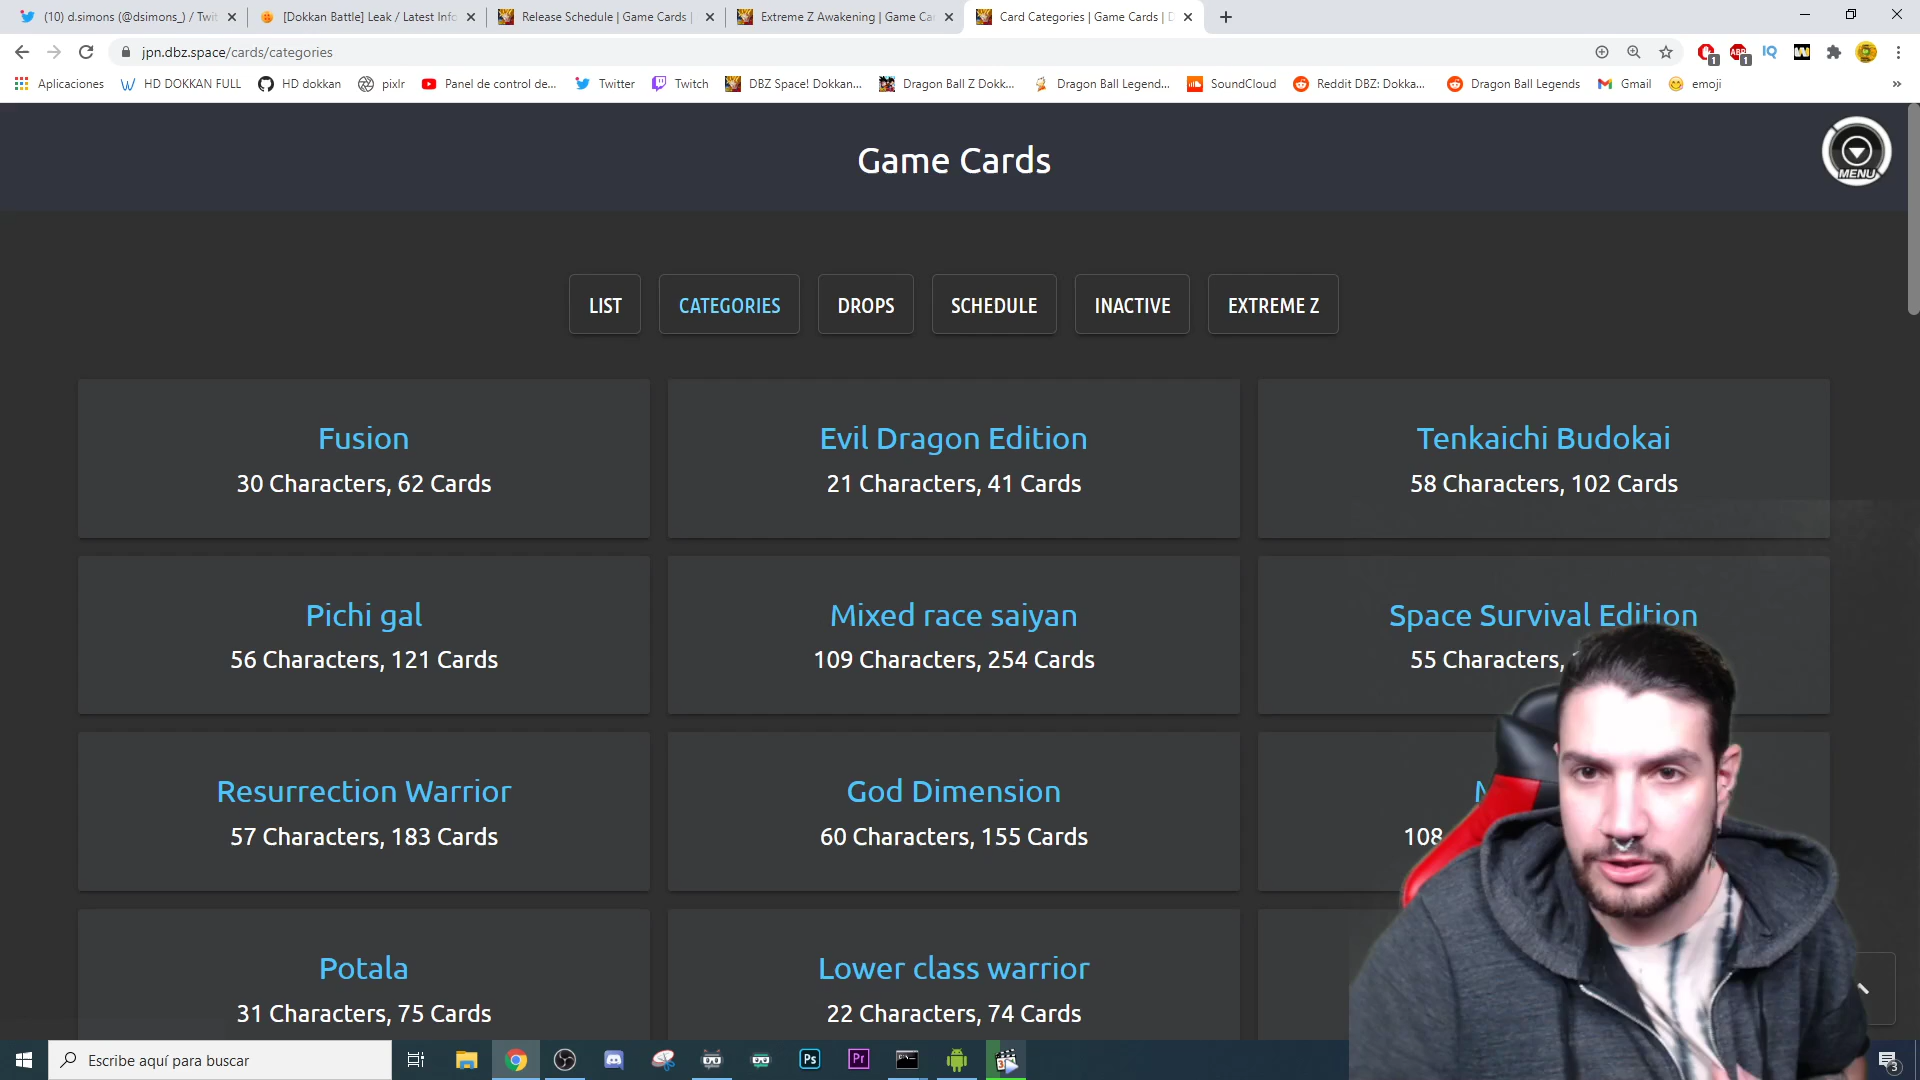 (10) d.simons (@dsimons_) / Twit
[Dokkan Battle] Leak / Latest Info
Release Schedule | Game Cards |
Extreme Z Awakening | Game Car
Card Categories | Game Cards | D
jpn.dbz.space/cards/categories
1
1
Aplicaciones
HD DOKKAN FULL
HD dokkan
pixlr
Panel de control de...
Twitter
Twitch
DBZ Space! Dokkan...
Dragon Ball Z Dokk...
Dragon Ball Legend...
SoundCloud
Reddit DBZ: Dokka...
Dragon Ball Legends
Gmail
emoji
»
Game Cards
MENU
LIST
CATEGORIES
DROPS
SCHEDULE
INACTIVE
EXTREME Z
Fusion
30 Characters, 62 Cards
Evil Dragon Edition
21 Characters, 41 Cards
Tenkaichi Budokai
58 Characters, 102 Cards
Pichi gal
56 Characters, 121 Cards
Mixed race saiyan
109 Characters, 254 Cards
Space Survival Edition
55 Characters,
Resurrection Warrior
57 Characters, 183 Cards
God Dimension
60 Characters, 155 Cards
108
Potala
31 Characters, 75 Cards
Lower class warrior
22 Characters, 74 Cards
Escribe aquí para buscar
Ps
Pr
3